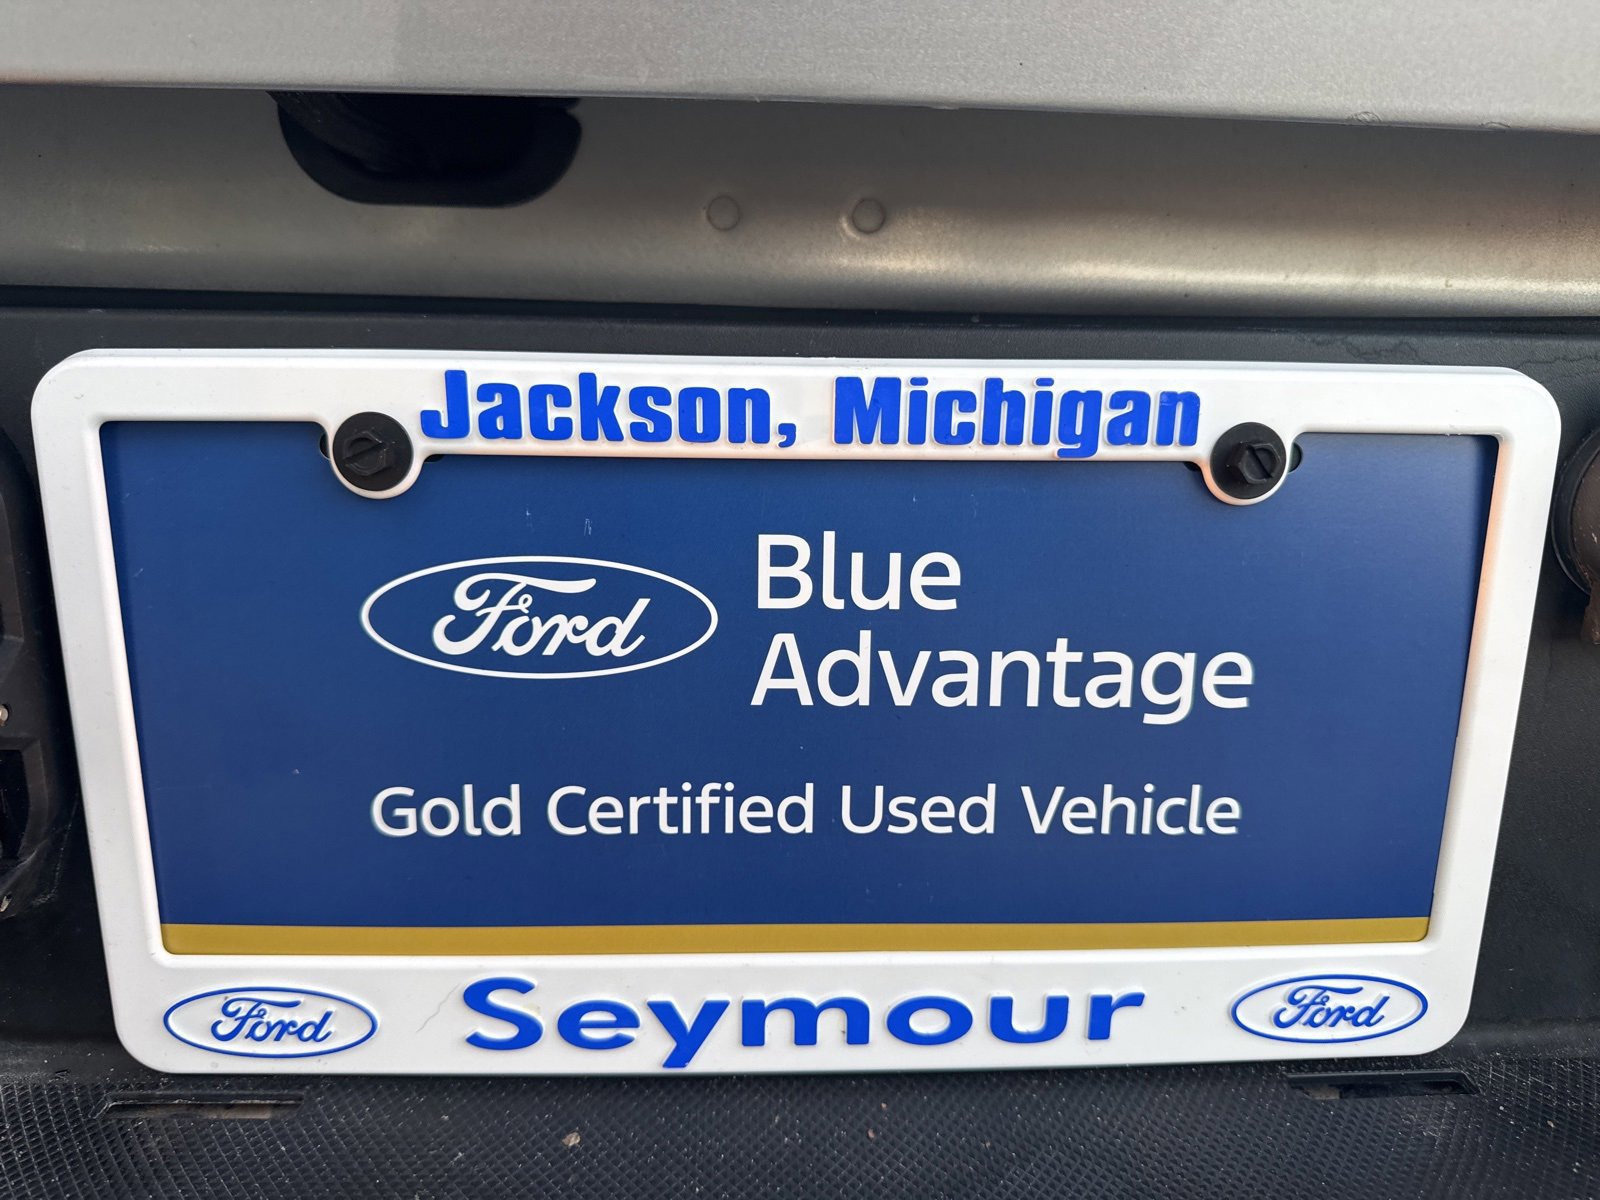 Jackson, Michigan
Ford
Blue
Advantage
Gold Certified Used Vehicle
Ford Seymour Ford